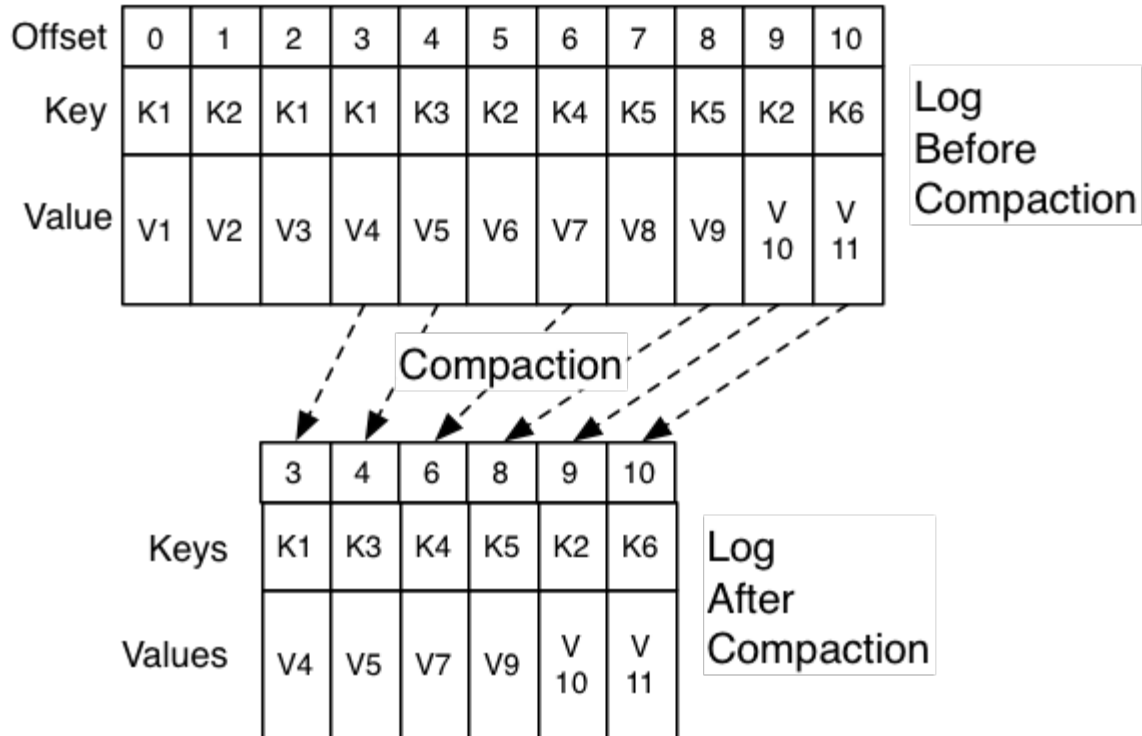 Offset 0 1 2 3 4 5 6 7 8 9 10
Key K1 K2 K1 K1 K3 K2 K4 K5 K5 K2 K6
Value V1 V2 V3 V4 V5 V6 V7 V8 V9 V 10 V 11
Log
Before
Compaction
Compaction
3 4 6 8 9 10
Keys K1 K3 K4 K5 K2 K6
Values V4 V5 V7 V9 V 10 V 11
Log
After
Compaction